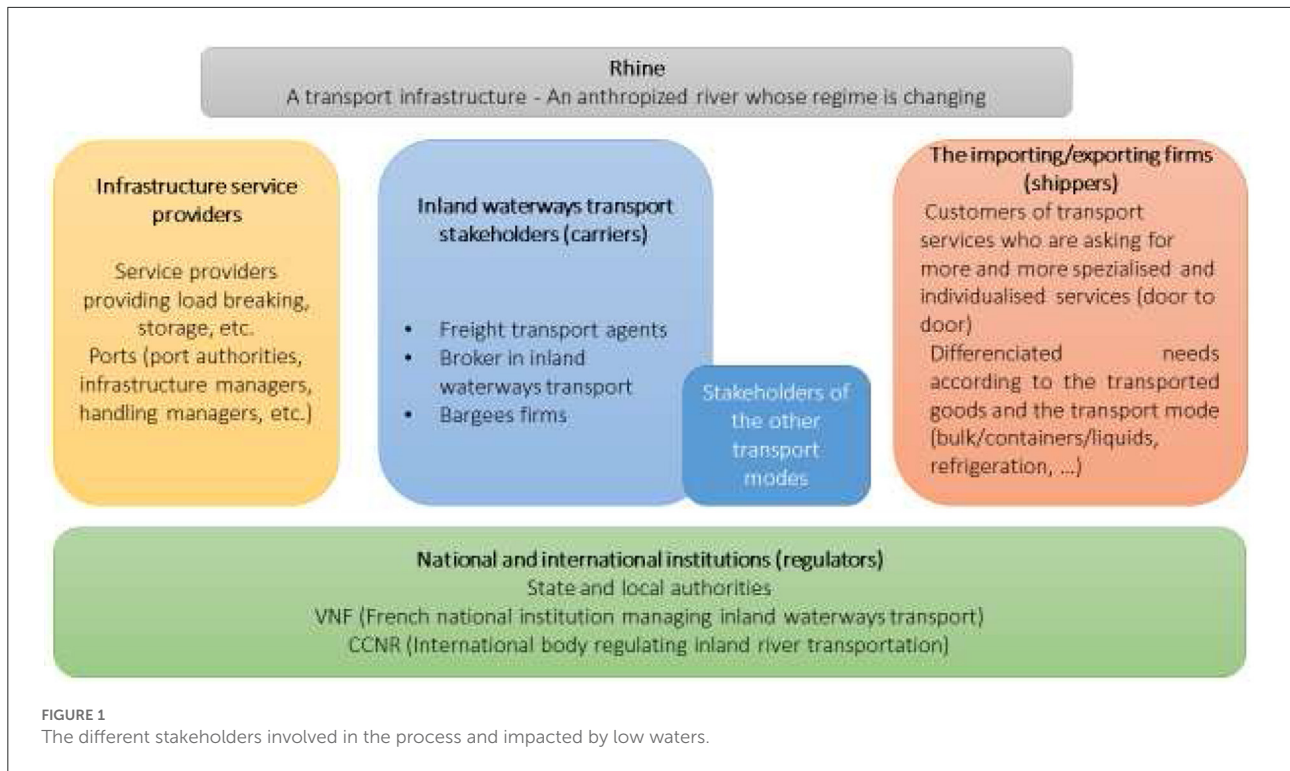 Rhine
A transport infrastructure - An anthropized river whose regime is changing
Infrastructure service
providers
Service providers
providing load breaking,
storage, etc.
Ports (port authorities,
infrastructure managers,
handling managers, etc.)
Inland waterways transport
stakeholders (carriers)
• Freight transport agents
• Broker in inland
waterways transport
• Bargees firms
Stakeholders of
the other
transport
modes
The importing/exporting firms
(shippers)
Customers of transport
services who are asking for
more and more spezialised and
individualised services (door to
door)
Differenciated needs
according to the transported
goods and the transport mode
(bulk/containers/liquids,
refrigeration, ...)
National and international institutions (regulators)
State and local authorities
VNF (French national institution managing inland waterways transport)
CCNR (International body regulating inland river transportation)
FIGURE 1
The different stakeholders involved in the process and impacted by low waters.